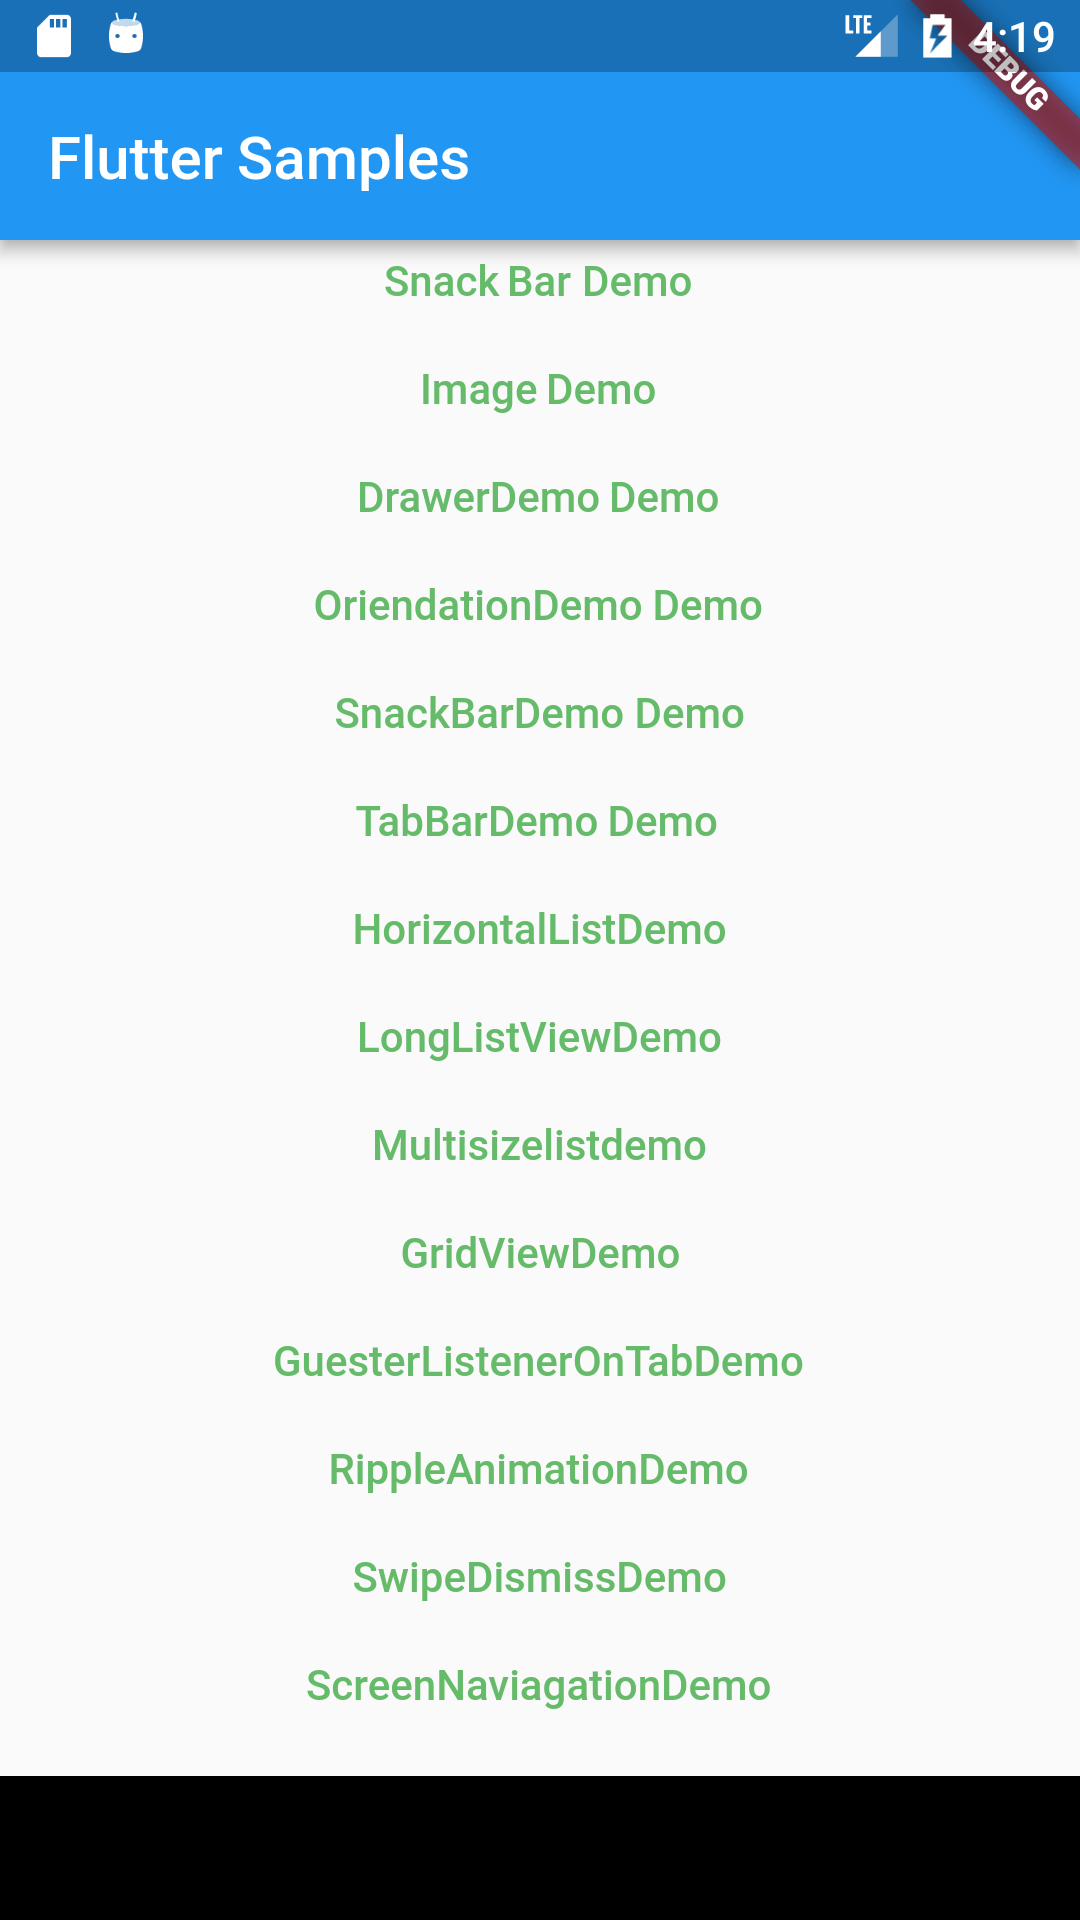 LTE 4:19
DEBUG
Flutter Samples
Snack Bar Demo
Image Demo
DrawerDemo Demo
OriendationDemo Demo
SnackBarDemo Demo
TabBarDemo Demo
HorizontalListDemo
LongListViewDemo
Multisizelistdemo
GridViewDemo
GuesterListenerOnTabDemo
RippleAnimationDemo
SwipeDismissDemo
ScreenNaviagationDemo